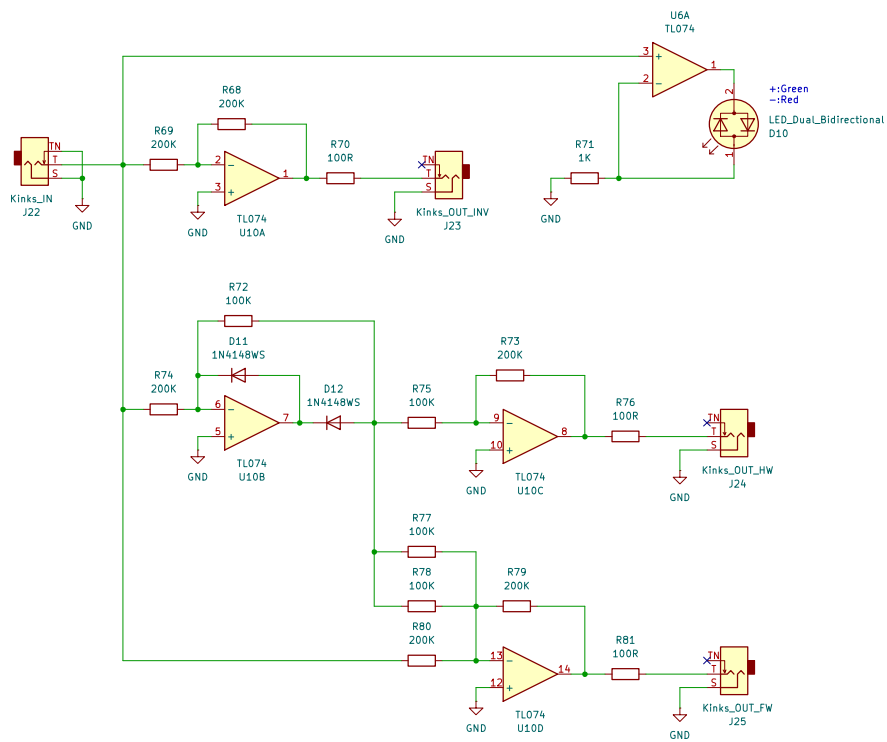 U6A
TL074
3
+
1
2
−
2
+:Green
−:Red
LED_Dual_Bidirectional
D10
1
R71
1K
GND
R68
200K
R69
200K
2
−
1
3
+
GND
TL074
U10A
R70
100R
TN
T
S
Kinks_OUT_INV
J23
GND
TN
T
S
Kinks_IN
J22
GND
R72
100K
D11
1N4148WS
R74
200K
6
−
7
5
+
GND
TL074
U10B
D12
1N4148WS
R75
100K
R73
200K
9
−
8
10
+
GND
TL074
U10C
R76
100R
TN
T
S
Kinks_OUT_HW
J24
GND
R77
100K
R78
100K
R79
200K
R80
200K
13
−
14
12
+
GND
TL074
U10D
R81
100R
TN
T
S
Kinks_OUT_FW
J25
GND